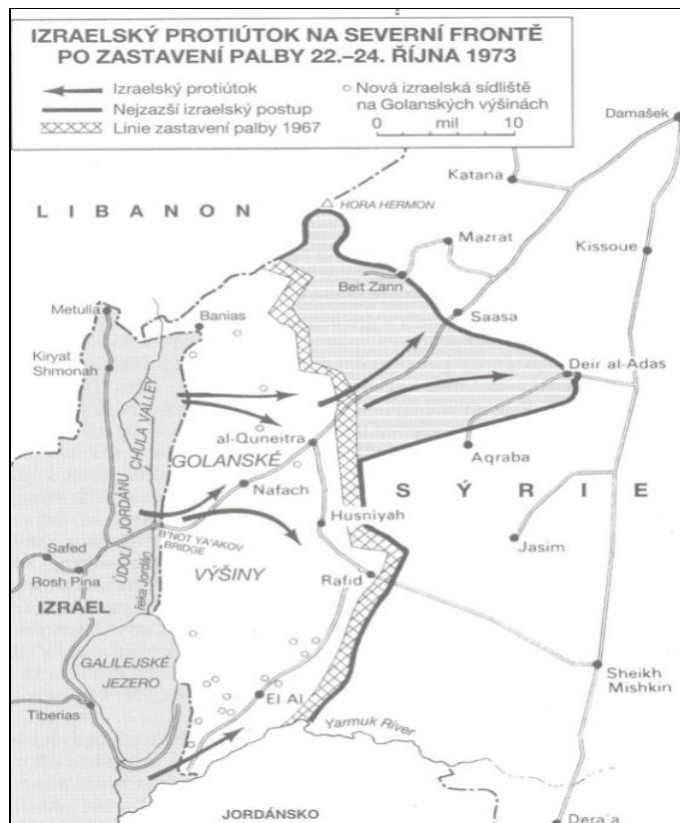 IZRAELSKÝ PROTIÚTOK NA SEVERNÍ FRONTĚ
PO ZASTAVENÍ PALBY 22.–24. ŘÍJNA 1973
Izraelský protiútok
Nejzazší izraelský postup
Linie zastavení palby 1967
Nová izraelská sídliště
na Golanských výšinách
0 mil 10
Damašek
Katana
LIBANON
HORA HERMON
Mazrat
Kissoue
Beit Zann
Metulla
Banias
Saasa
Kiryat
Shmonah
Deir al-Adas
CHULA VALLEY
al-Quneitra
GOLANSKÉ
Aqraba
Nafach
SÝRIE
Husniyah
ÚDOLÍ JORDÁNU
B'NOT YA'AKOV
BRIDGE
Jasim
Safed
Rosh Pina
řeka Jordán
VÝŠINY
Rafid
IZRAEL
GALILEJSKÉ
JEZERO
Sheikh
Mishkin
El Al
Tiberias
Yarmuk River
JORDÁNSKO
Dera'a